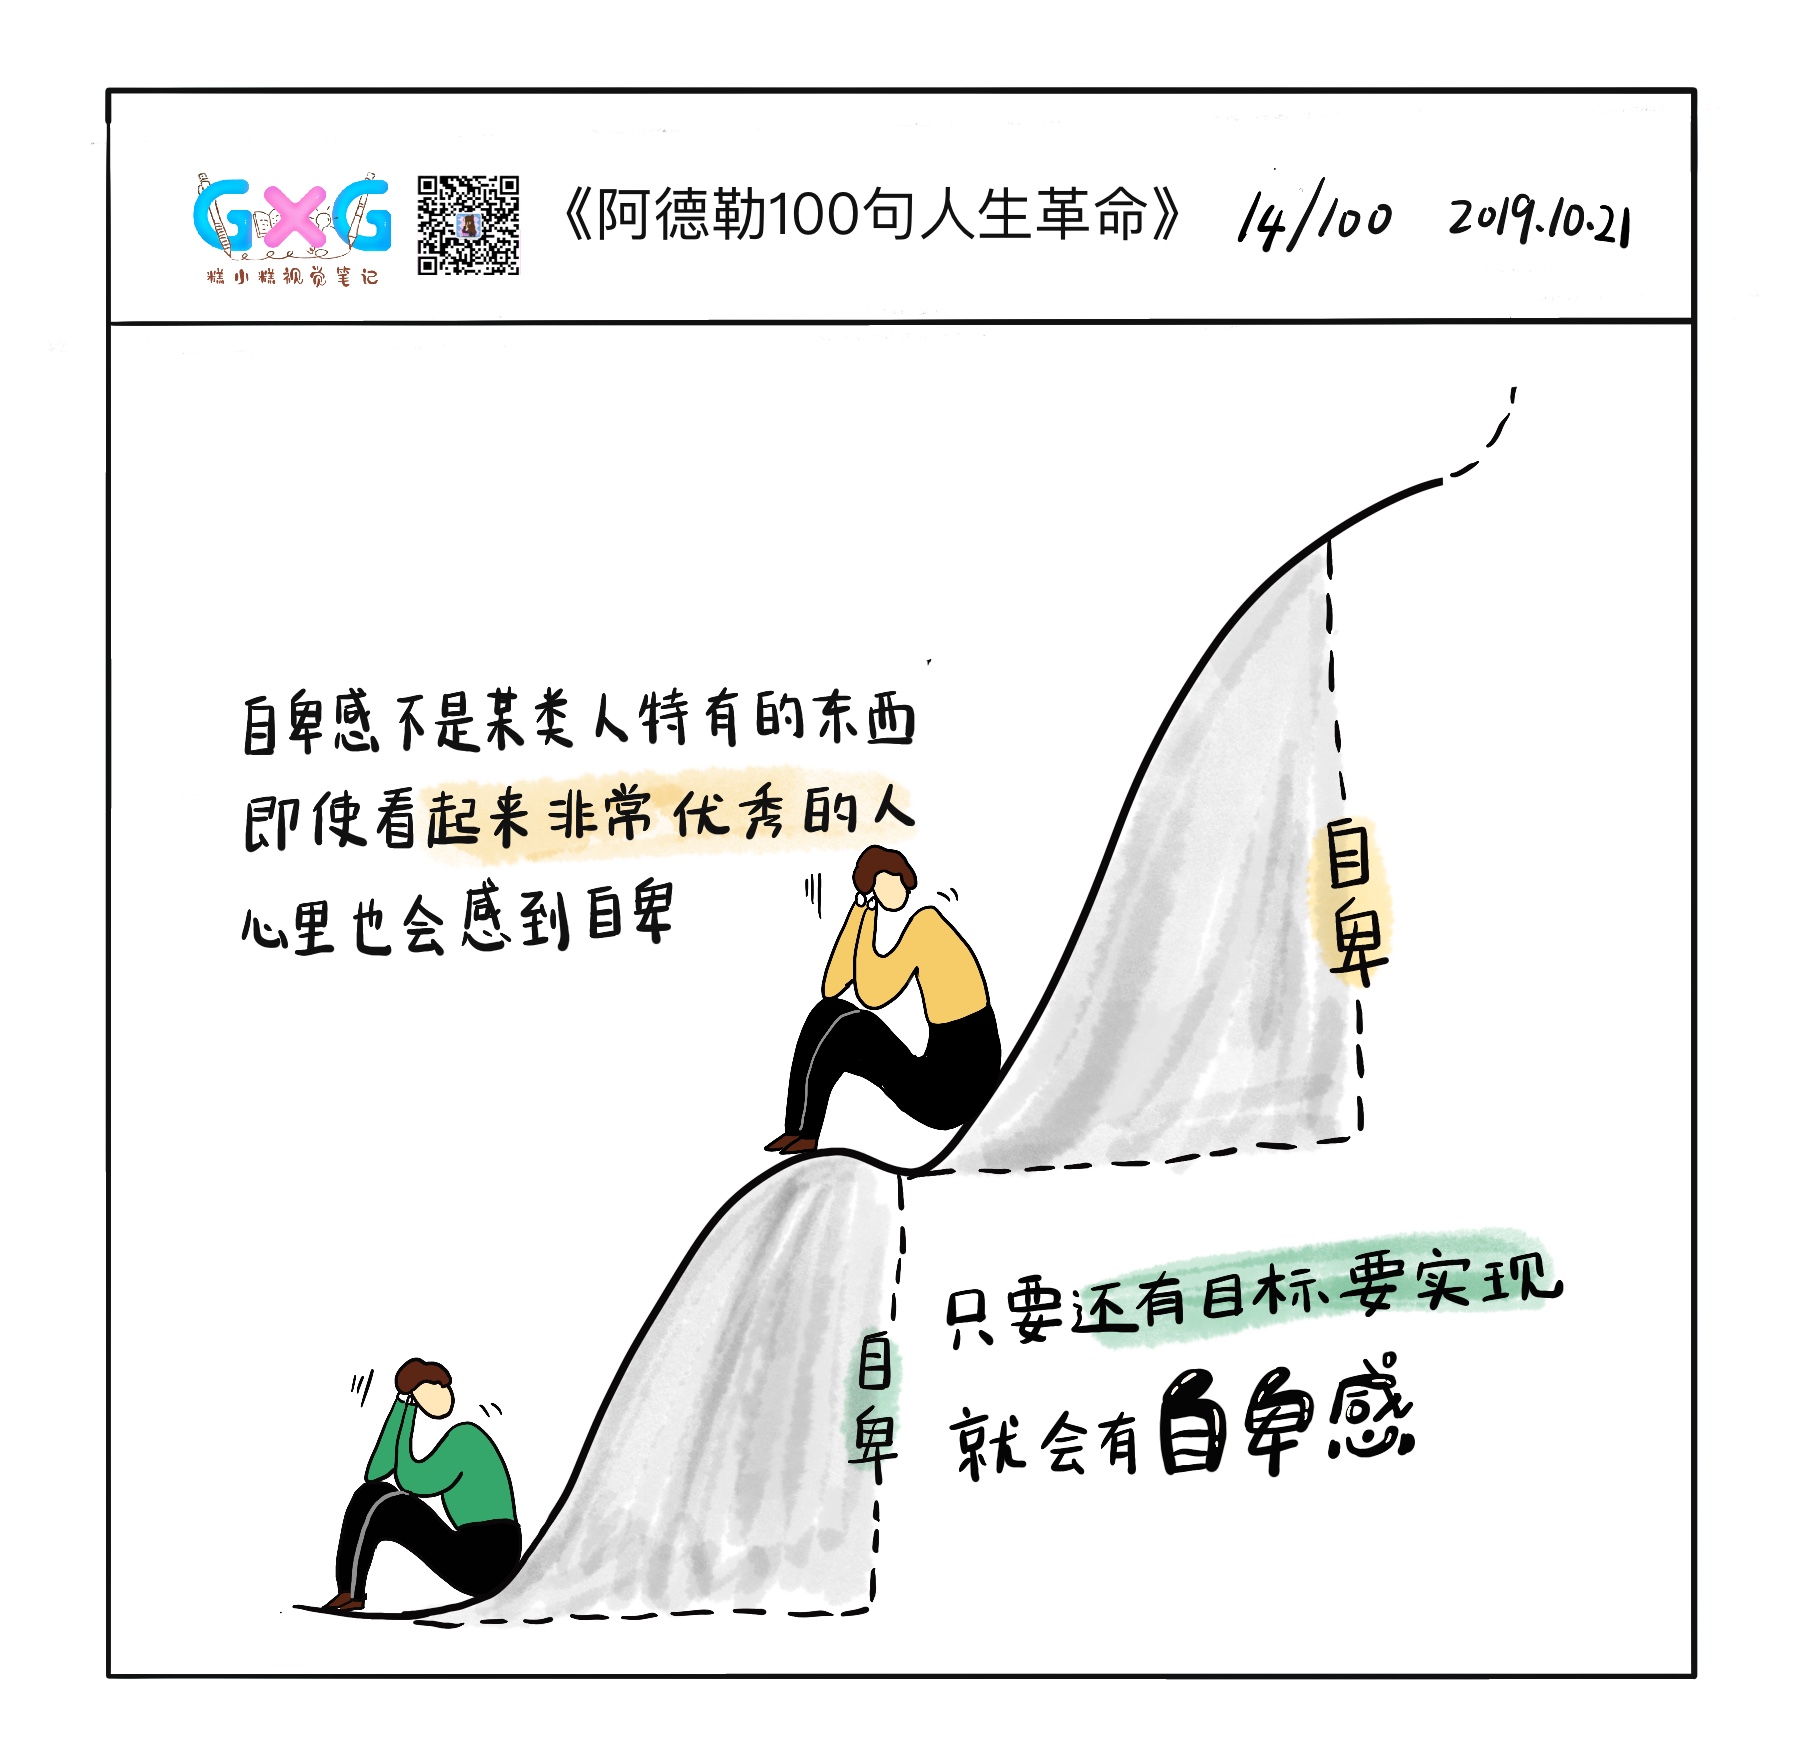 GXG
糕小糕视觉笔记
《阿德勒100句人生革命》 14/100 2019.10.21
自卑感不是某类人特有的东西
即使看起来非常优秀的人
心里也会感到自卑
自卑
自卑
只要还有目标要实现
就会有自卑感